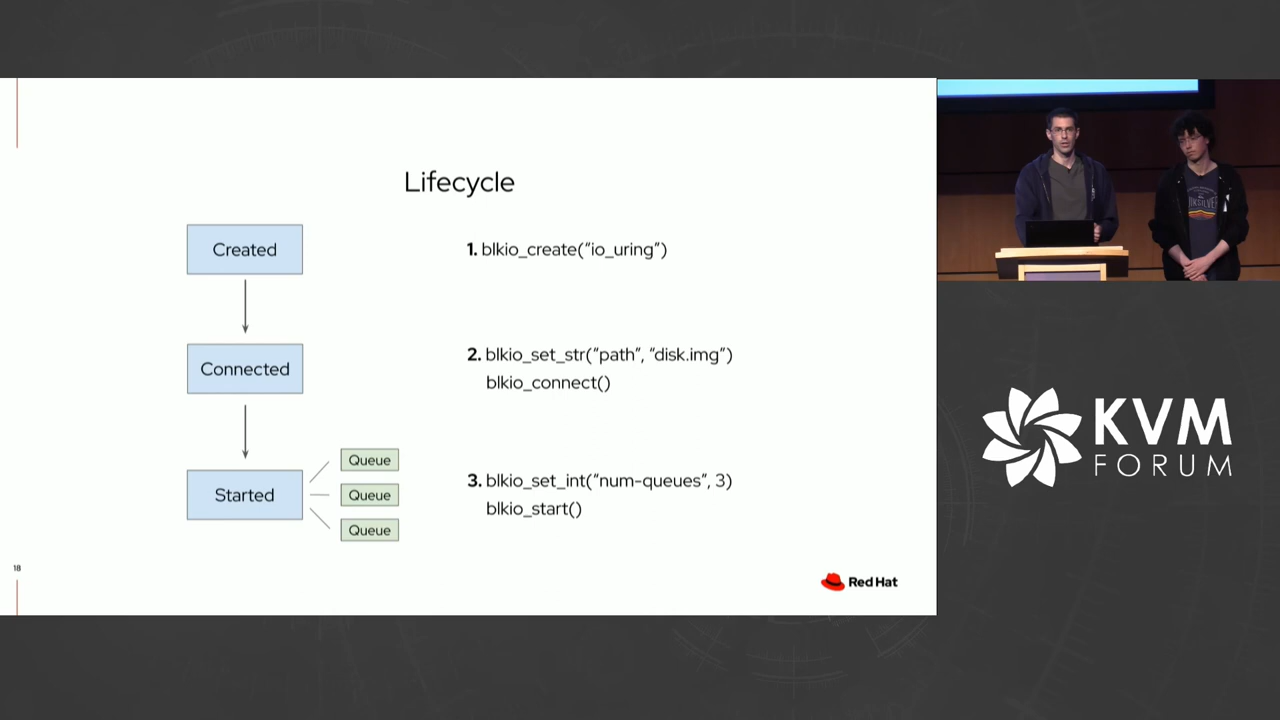 Lifecycle
Created
1. blkio_create(“io_uring”)
Connected
2. blkio_set_str(“path”, “disk.img”)
blkio_connect()
Started
Queue
Queue
Queue
3. blkio_set_int(“num-queues”, 3)
blkio_start()
18
Red Hat
KVM
FORUM